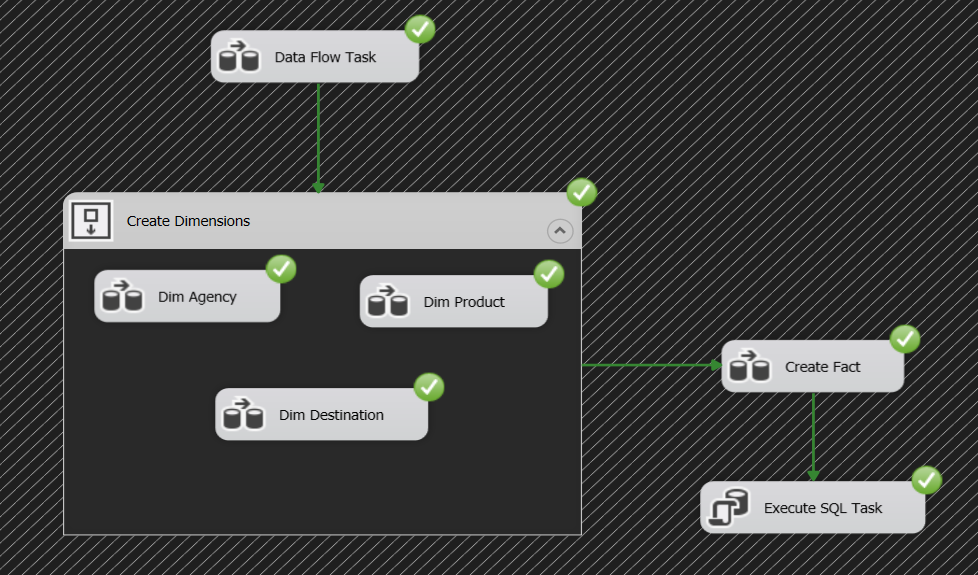 Data Flow Task
Create Dimensions
Dim Agency
Dim Product
Dim Destination
Create Fact
Execute SQL Task